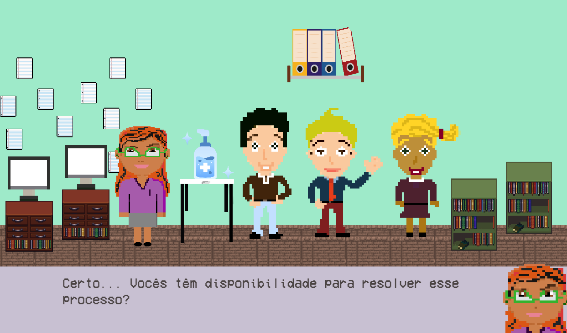 Certo... Vocês têm disponibilidade para resolver esse
processo?